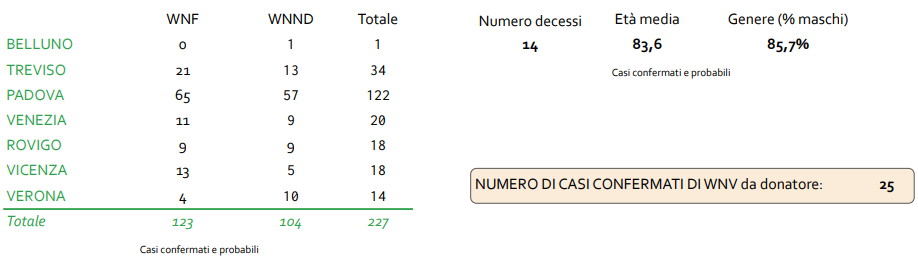 WNF WNND Totale
BELLUNO 0 1 1
TREVISO 21 13 34
PADOVA 65 57 122
VENEZIA 11 9 20
ROVIGO 9 9 18
VICENZA 13 5 18
VERONA 4 10 14
Totale 123 104 227
Casi confermati e probabili
Numero decessi Età media Genere (% maschi)
14 83,6 85,7%
Casi confermati e probabili
NUMERO DI CASI CONFERMATI DI WNV da donatore: 25